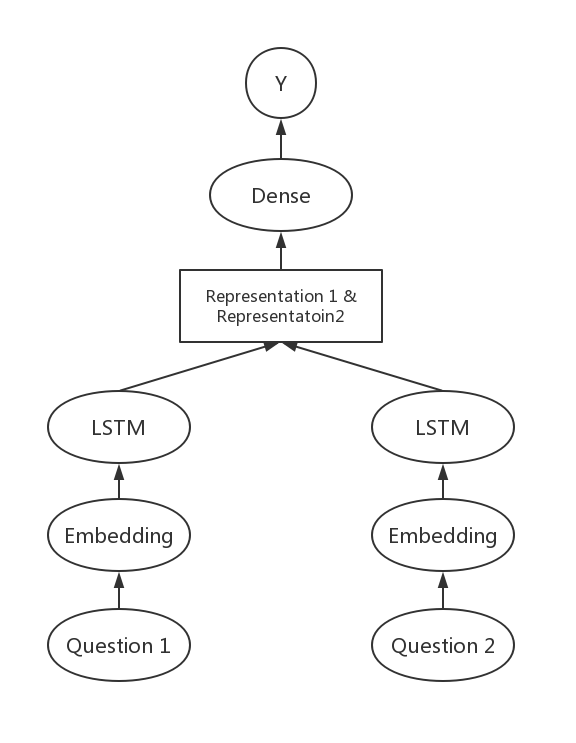 Y
Dense
Representation 1 &
Representatoin2
LSTM
LSTM
Embedding
Embedding
Question 1
Question 2